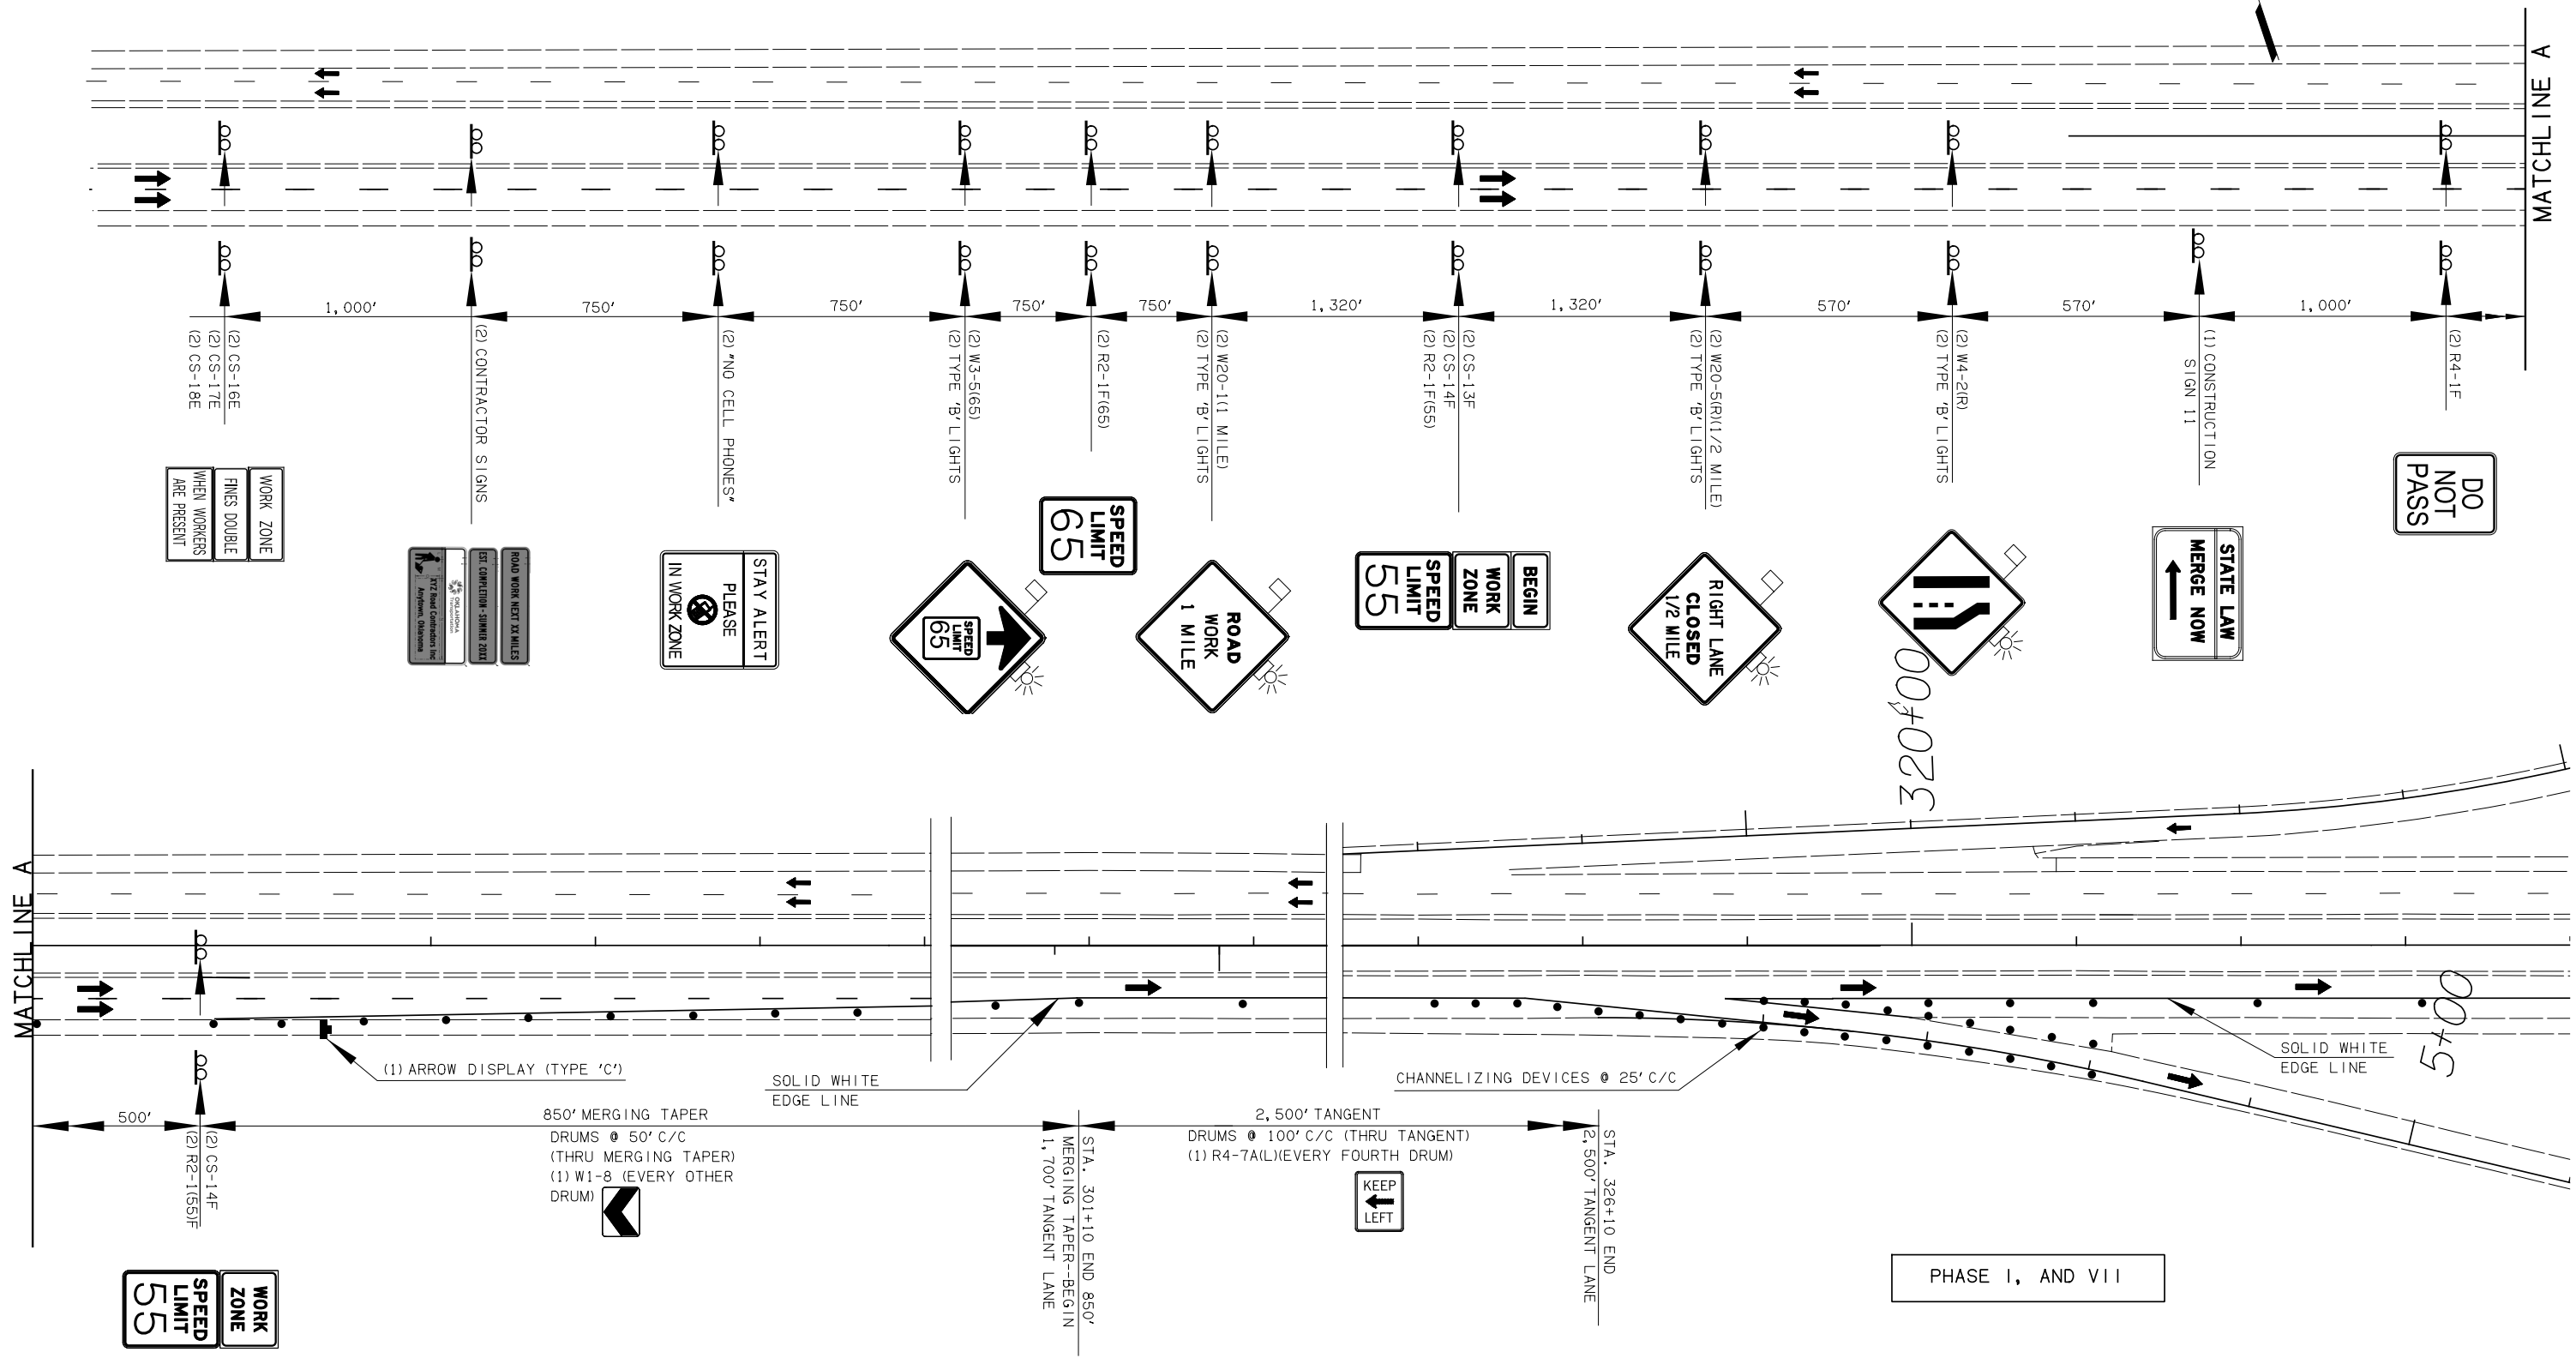 MATCHLINE A
1,000'
750'
750'
750'
750'
1,320'
1,320'
570'
570'
1,000'
(2) CS-16E
(2) CS-17E
(2) CS-18E
(2) CONTRACTOR SIGNS
(2) "NO CELL PHONES"
(2) W3-5(65)
(2) TYPE 'B' LIGHTS
(2) R2-1F(65)
(2) W20-1(1 MILE)
(2) TYPE 'B' LIGHTS
(2) CS-13F
(2) CS-14F
(2) R2-1F(55)
(2) W20-5(R)(1/2 MILE)
(2) TYPE 'B' LIGHTS
(2) W4-2(R)
(2) TYPE 'B' LIGHTS
(1) CONSTRUCTION
SIGN 11
(2) R4-1F
WORK ZONE
FINES DOUBLE
WHEN WORKERS
ARE PRESENT
ROAD WORK NEXT XX MILES
EST. COMPLETION - SUMMER 20XX
OKLAHOMA
Transportation
XYZ Road Contractors Inc
Anytown, Oklahoma
STAY ALERT
PLEASE
IN WORK ZONE
SPEED
LIMIT
65
SPEED
LIMIT
65
ROAD
WORK
1 MILE
BEGIN
WORK
ZONE
SPEED
LIMIT
55
RIGHT LANE
CLOSED
1/2 MILE
STATE LAW
MERGE NOW
DO
NOT
PASS
320+00
MATCHLINE A
(1) ARROW DISPLAY (TYPE 'C')
SOLID WHITE
EDGE LINE
CHANNELIZING DEVICES @ 25' C/C
SOLID WHITE
EDGE LINE
5+00
500'
(2) CS-14F
(2) R2-1(55)F
850' MERGING TAPER
DRUMS @ 50' C/C
(THRU MERGING TAPER)
(1) W1-8 (EVERY OTHER
DRUM)
STA. 301+10 END 850'
MERGING TAPER--BEGIN
1,700' TANGENT LANE
2,500' TANGENT
DRUMS @ 100' C/C (THRU TANGENT)
(1) R4-7A(L)(EVERY FOURTH DRUM)
KEEP
LEFT
STA. 326+10 END
2,500' TANGENT LANE
WORK
ZONE
SPEED
LIMIT
55
PHASE I, AND VII